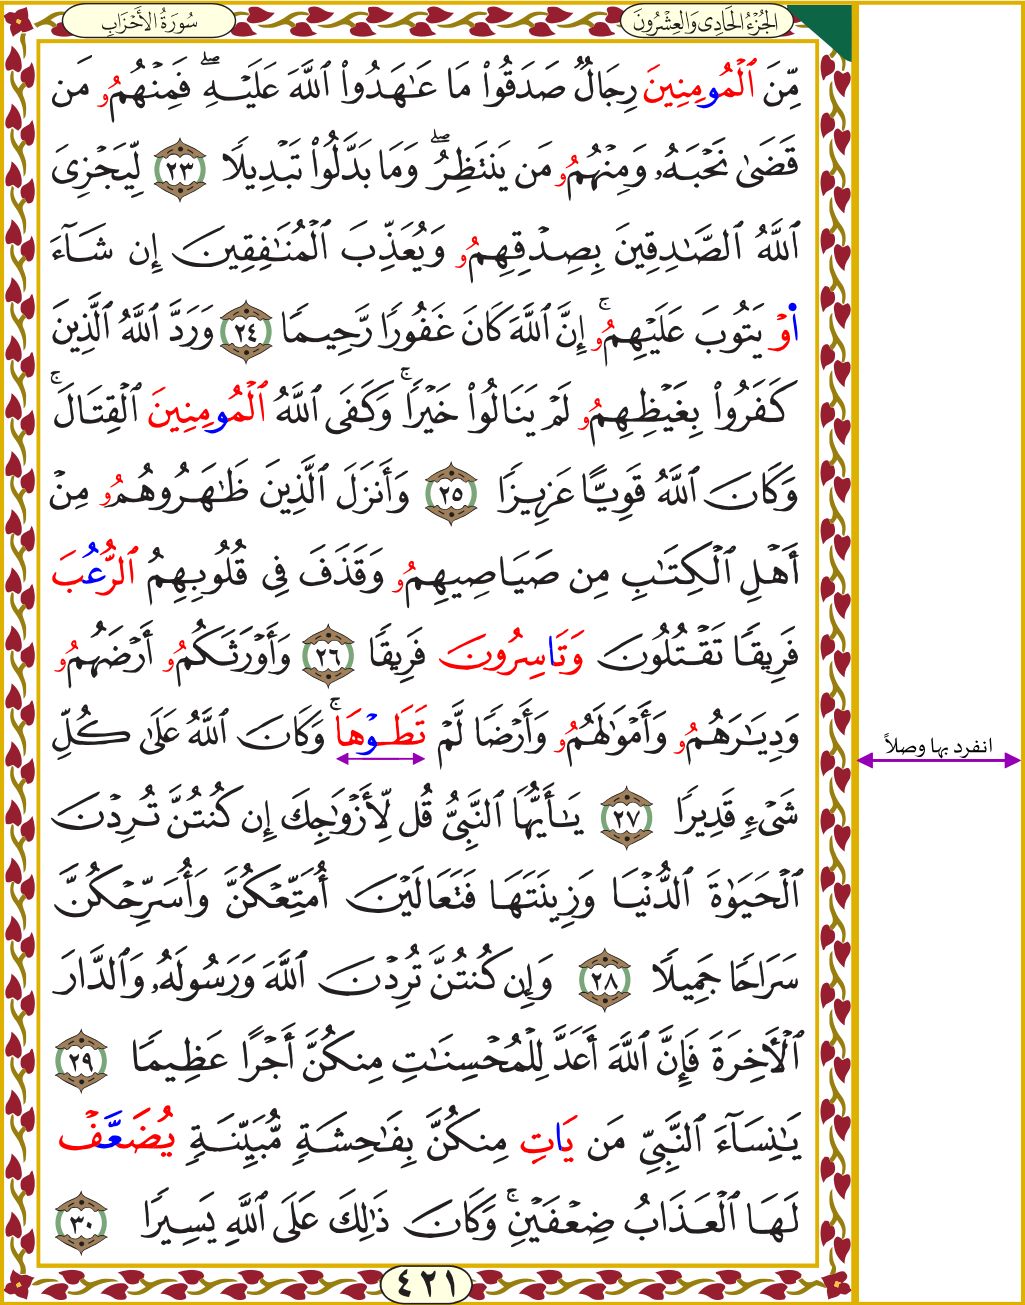 الجُزْءُ الحَادِى وَالعِشْرُونَ
سُورَةُ الأَحْزَابِ
مِّنَ ٱلْمُومِنِينَ رِجَالٌ صَدَقُوا۟ مَا عَـٰهَدُوا۟ ٱللَّهَ عَلَيْهِ ۖ فَمِنْهُمُو مَن
قَضَىٰ نَحْبَهُۥ وَمِنْهُمُو مَن يَنتَظِرُ ۖ وَمَا بَدَّلُوا۟ تَبْدِيلًا ٢٣ لِّيَجْزِىَ
ٱللَّهُ ٱلصَّـٰدِقِينَ بِصِدْقِهِمُو وَيُعَذِّبَ ٱلْمُنَـٰفِقِينَ إِن شَآءَ
اوْ يَتُوبَ عَلَيْهِمُو ۚ إِنَّ ٱللَّهَ كَانَ غَفُورًا رَّحِيمًا ٢٤ وَرَدَّ ٱللَّهُ ٱلَّذِينَ
كَفَرُوا۟ بِغَيْظِهِمُو لَمْ يَنَالُوا۟ خَيْرًا ۚ وَكَفَى ٱللَّهُ ٱلْمُومِنِينَ ٱلْقِتَالَ ۚ
وَكَانَ ٱللَّهُ قَوِيًّا عَزِيزًا ٢٥ وَأَنزَلَ ٱلَّذِينَ ظَـٰهَرُوهُمُو مِنْ
أَهْلِ ٱلْكِتَـٰبِ مِن صَيَاصِيهِمُو وَقَذَفَ فِى قُلُوبِهِمُ ٱلرُّعُبَ
فَرِيقًا تَقْتُلُونَ وَتَاسِرُونَ فَرِيقًا ٢٦ وَأَوْرَثَكُمُو أَرْضَهُمُو
وَدِيَـٰرَهُمُو وَأَمْوَٰلَهُمُو وَأَرْضًا لَّمْ تَطَوْهَا ۚ وَكَانَ ٱللَّهُ عَلَىٰ كُلِّ
انفرد بها وصلاً
شَىْءٍ قَدِيرًا ٢٧ يَـٰٓأَيُّهَا ٱلنَّبِىُّ قُل لِّأَزْوَٰجِكَ إِن كُنتُنَّ تُرِدْنَ
ٱلْحَيَوٰةَ ٱلدُّنْيَا وَزِينَتَهَا فَتَعَالَيْنَ أُمَتِّعْكُنَّ وَأُسَرِّحْكُنَّ
سَرَاحًا جَمِيلًا ٢٨ وَإِن كُنتُنَّ تُرِدْنَ ٱللَّهَ وَرَسُولَهُۥ وَٱلدَّارَ
ٱلْأَخِرَةَ فَإِنَّ ٱللَّهَ أَعَدَّ لِلْمُحْسِنَـٰتِ مِنكُنَّ أَجْرًا عَظِيمًا ٢٩
يَـٰنِسَآءَ ٱلنَّبِىِّ مَن يَاتِ مِنكُنَّ بِفَـٰحِشَةٍ مُّبَيِّنَةٍ يُضَعَّفْ
لَهَا ٱلْعَذَابُ ضِعْفَيْنِ ۚ وَكَانَ ذَٰلِكَ عَلَى ٱللَّهِ يَسِيرًا ٣٠
٤٢١